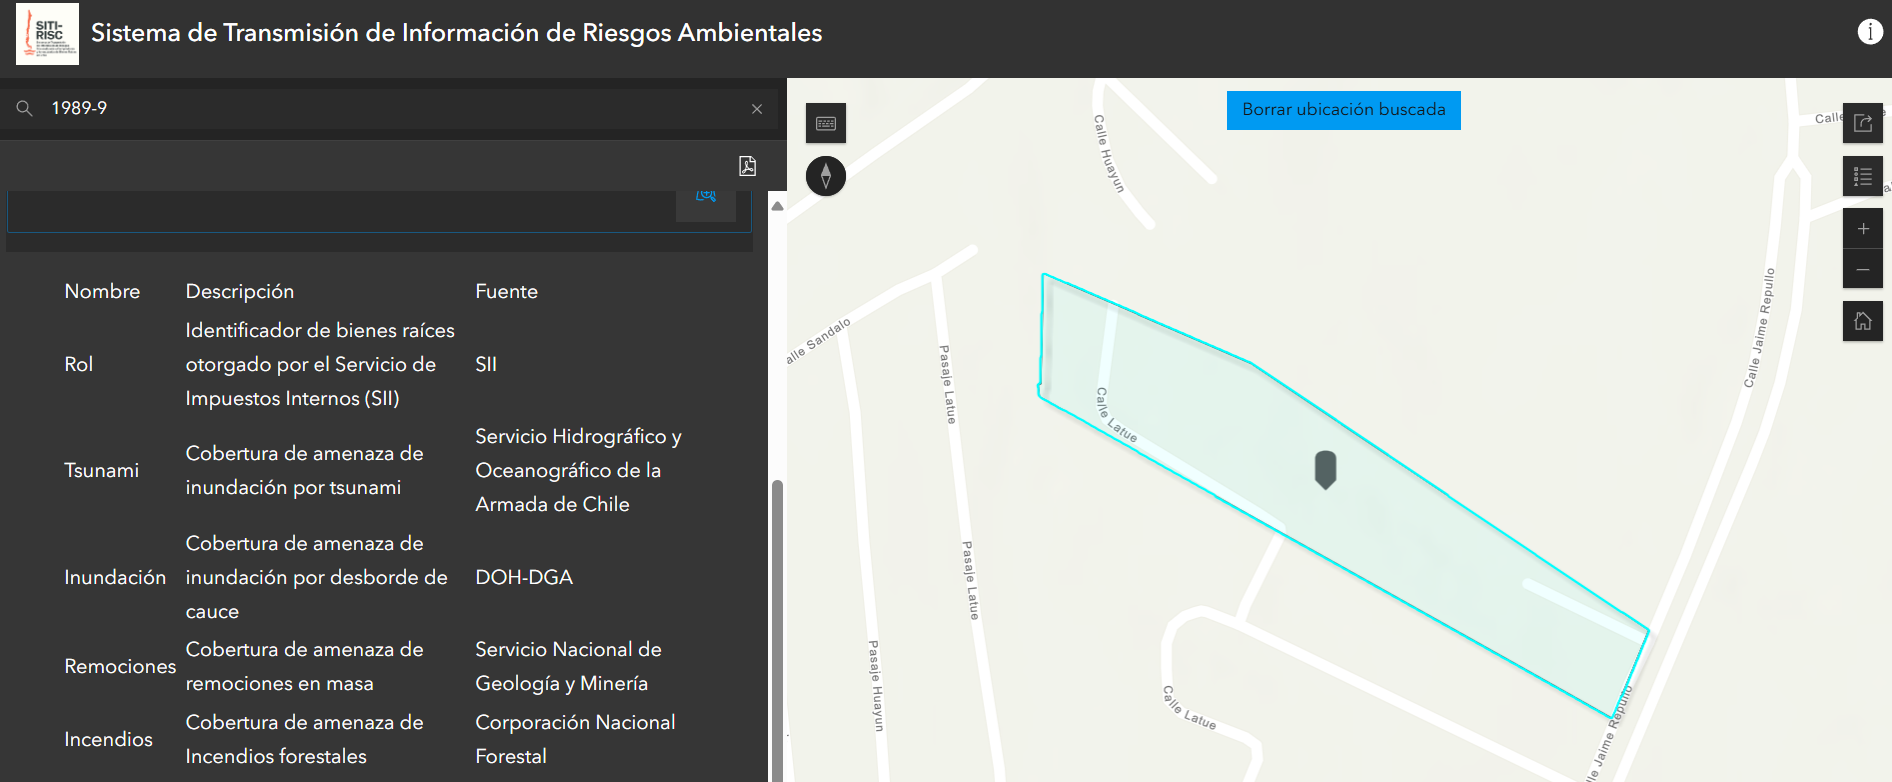 SITI-
RISC
Sistema de Transmisión de Información de Riesgos Ambientales
1989-9
Nombre Descripción Fuente
Rol
Identificador de bienes raíces
otorgado por el Servicio de
Impuestos Internos (SII)
SII
Tsunami
Cobertura de amenaza de
inundación por tsunami
Servicio Hidrográfico y
Oceanográfico de la
Armada de Chile
Inundación
Cobertura de amenaza de
inundación por desborde de
cauce
DOH-DGA
Remociones
Cobertura de amenaza de
remociones en masa
Servicio Nacional de
Geología y Minería
Incendios
Cobertura de amenaza de
Incendios forestales
Corporación Nacional
Forestal
Borrar ubicación buscada
Calle Huayun
Calle
alle Sandalo
Pasaje Latue
Calle Latue
Calle Jaime Repullo
Pasaje Latue
Pasaje Huayun
Calle Latue
lle Jaime Repullo